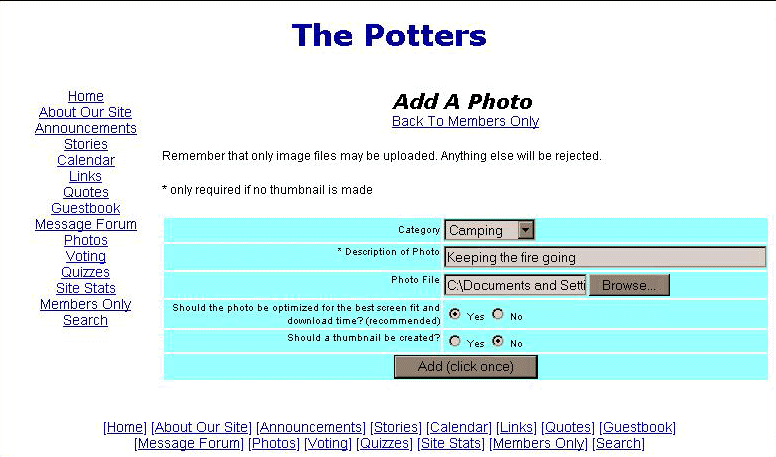 The Potters
Home
About Our Site
Announcements
Stories
Calendar
Links
Quotes
Guestbook
Message Forum
Photos
Voting
Quizzes
Site Stats
Members Only
Search
Add A Photo
Back To Members Only
Remember that only image files may be uploaded. Anything else will be rejected.
* only required if no thumbnail is made
Category Camping
* Description of Photo Keeping the fire going
Photo File C:\Documents and Setti Browse...
Should the photo be optimized for the best screen fit and
download time? (recommended) Yes No
Should a thumbnail be created? Yes No
Add (click once)
[Home] [About Our Site] [Announcements] [Stories] [Calendar] [Links] [Quotes] [Guestbook]
[Message Forum] [Photos] [Voting] [Quizzes] [Site Stats] [Members Only] [Search]